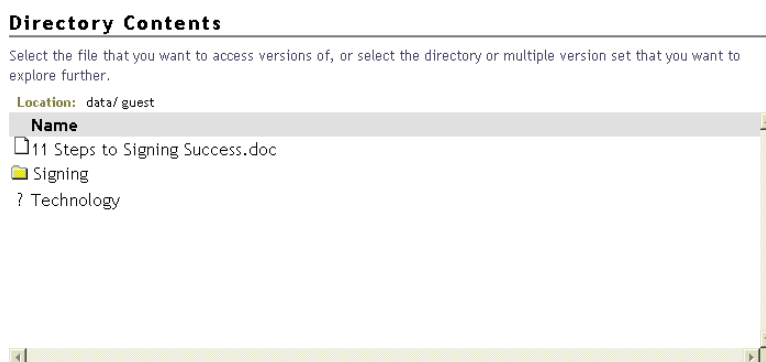 Directory Contents
Select the file that you want to access versions of, or select the directory or multiple version set that you want to
explore further.
Location: data/ guest
Name
11 Steps to Signing Success.doc
Signing
? Technology